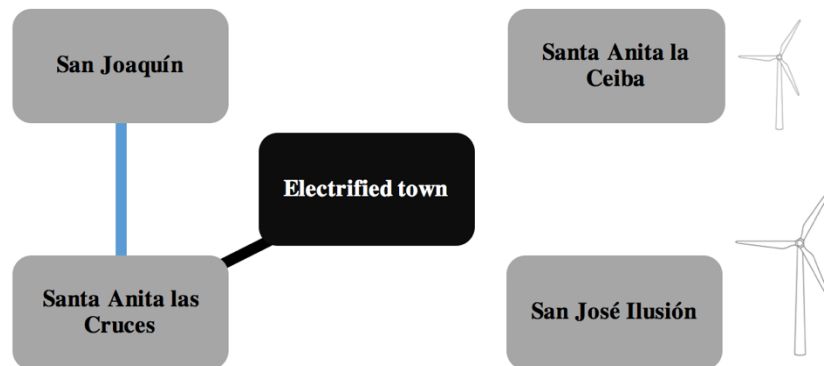 San Joaquín
Santa Anita la
Ceiba
Electrified town
Santa Anita las
Cruces
San José Ilusión